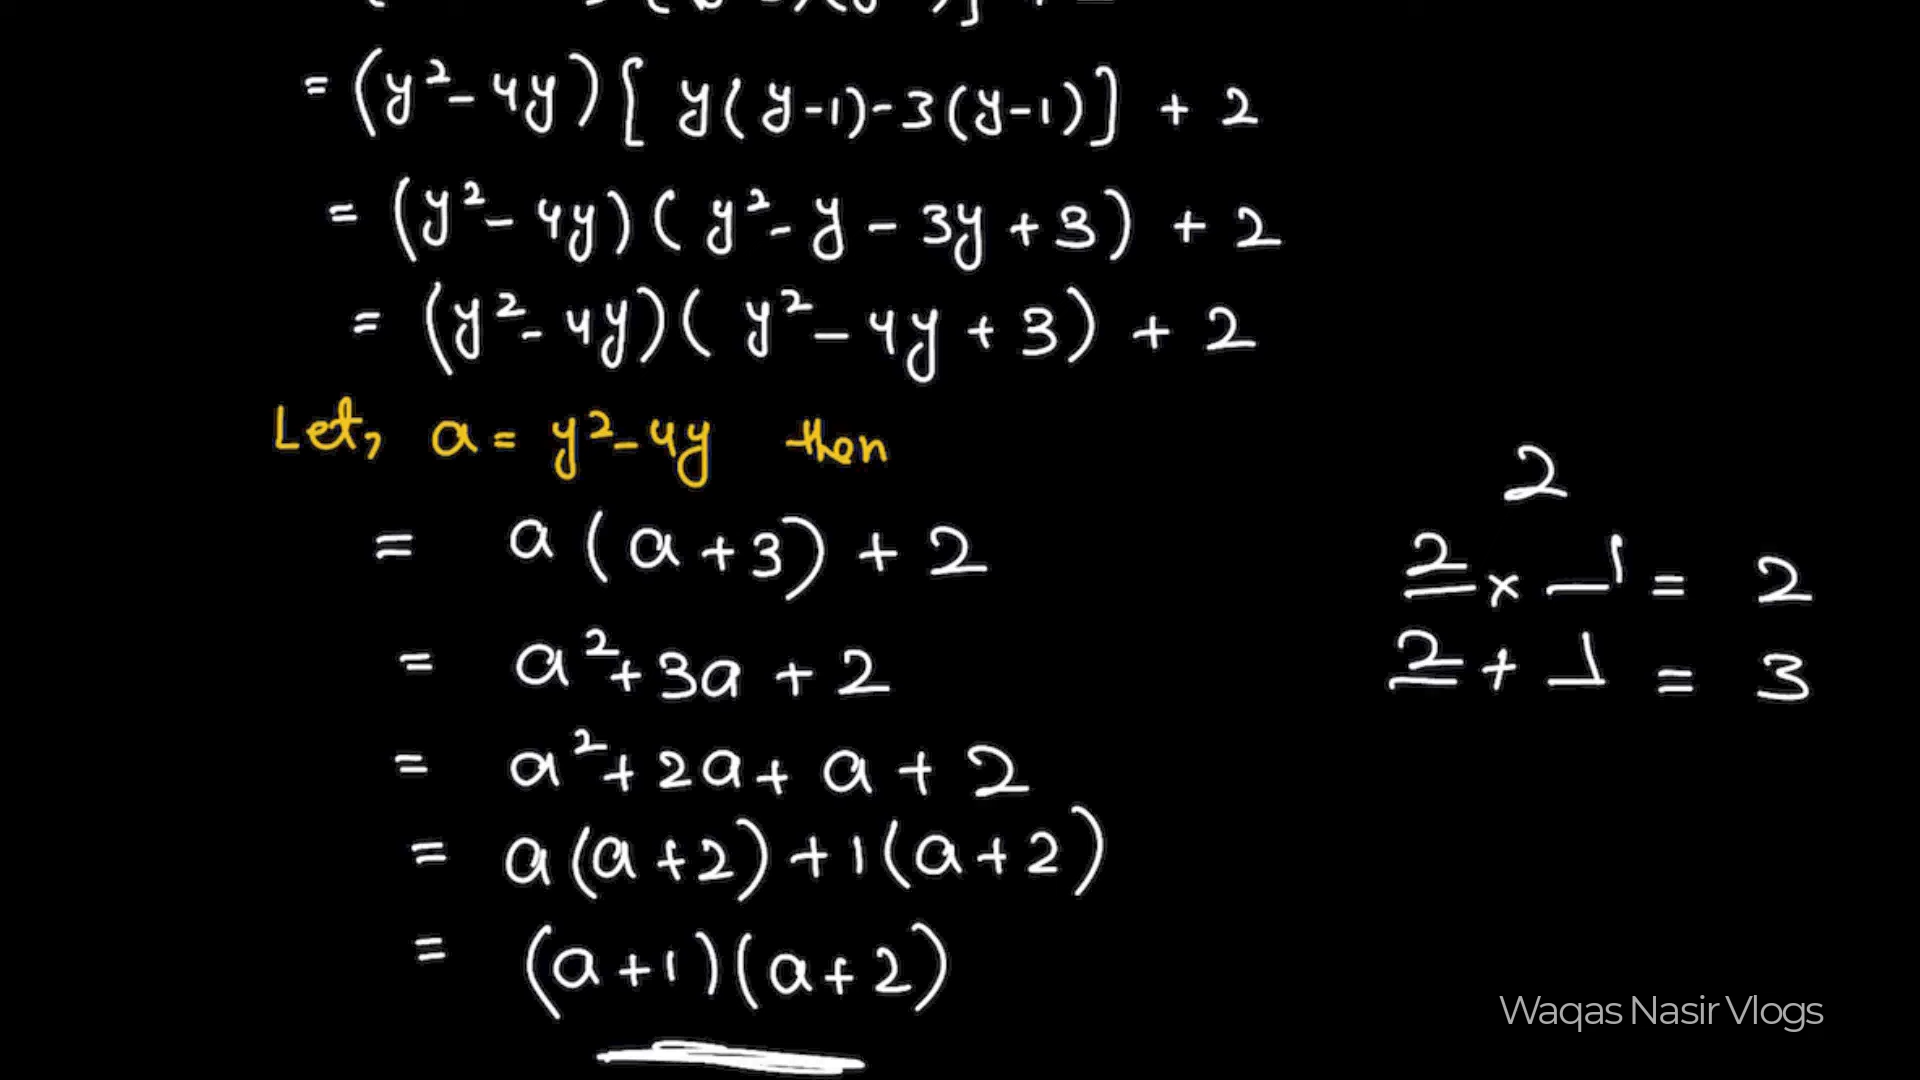 = (y²- 4y) [ y( y-1)-3(y-1)] + 2
= (y²- 4y)( y²- y - 3y + 3) + 2
= (y²- 4y)( y²- 4y + 3) + 2
Let, a = y²-4y then
= a (a+3) + 2
= a²+3a + 2
= a²+ 2a + a + 2
= a(a+2)+1(a+2)
= (a+1)(a+2)
2
2 x 1 = 2
2 + 1 = 3
Waqas Nasir Vlogs